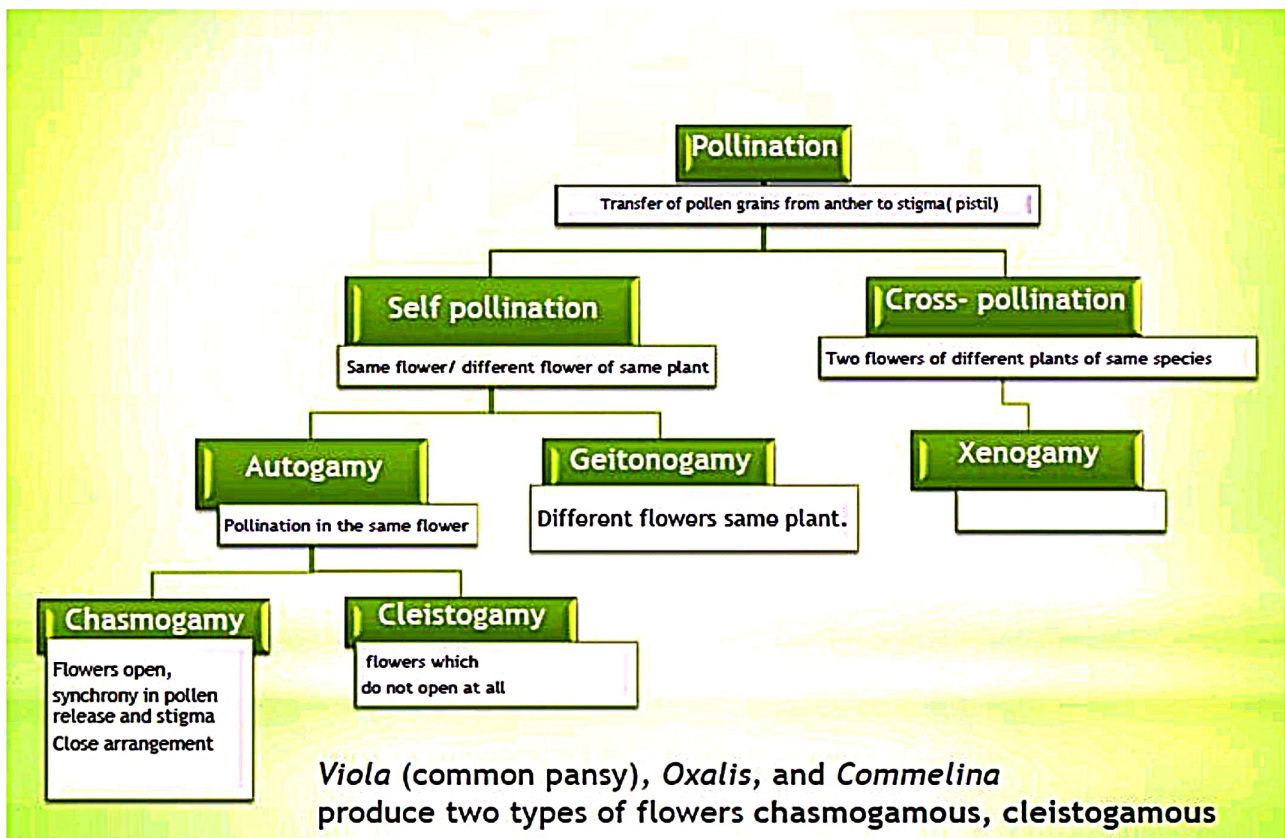 Pollination
Transfer of pollen grains from anther to stigma( pistil)
Self pollination
Same flower/ different flower of same plant
Cross- pollination
Two flowers of different plants of same species
Autogamy
Pollination in the same flower
Geitonogamy
Different flowers same plant.
Xenogamy
Chasmogamy
Flowers open,
synchrony in pollen
release and stigma
Close arrangement
Cleistogamy
flowers which
do not open at all
Viola (common pansy), Oxalis, and Commelina
produce two types of flowers chasmogamous, cleistogamous